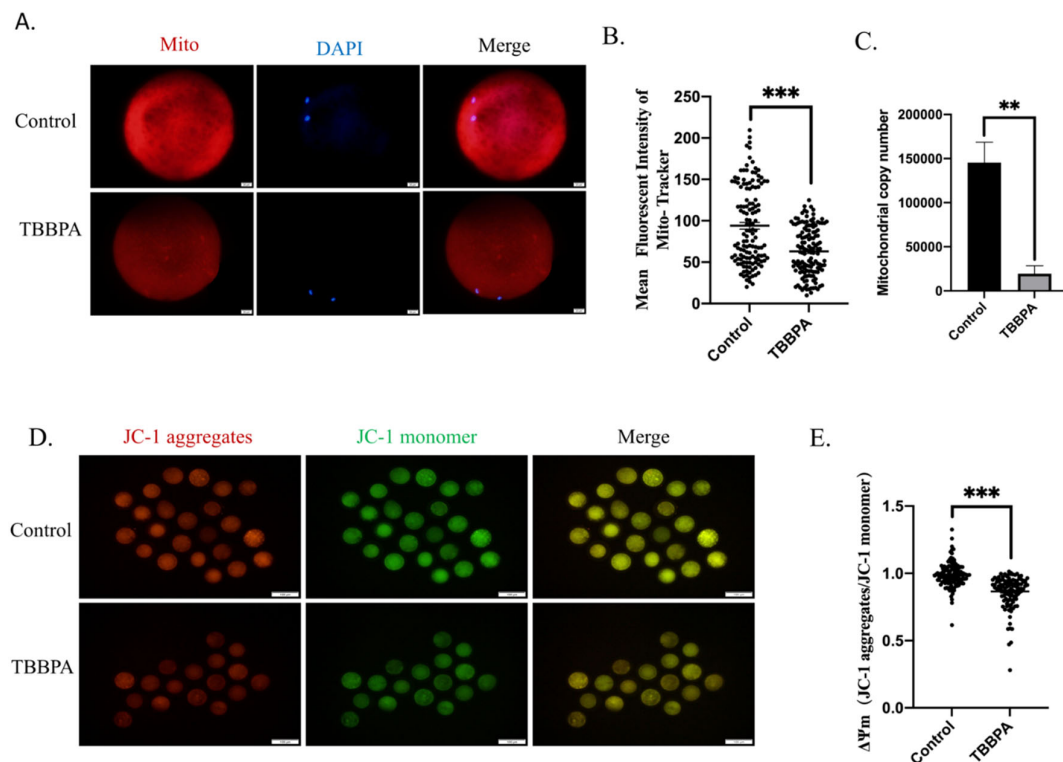 A.
Mito DAPI Merge
Control
TBBPA
B.
Mean Fluorescent Intensity of
Mito- Tracker
250
200
150
100
50
0
***
Control TBBPA
C.
Mitochondrial copy number
200000
150000
100000
50000
0
**
Control TBBPA
D.
JC-1 aggregates JC-1 monomer Merge
Control
TBBPA
E.
ΔΨm (JC-1 aggregates/JC-1 monomer)
1.5
1.0
0.5
0.0
***
Control TBBPA